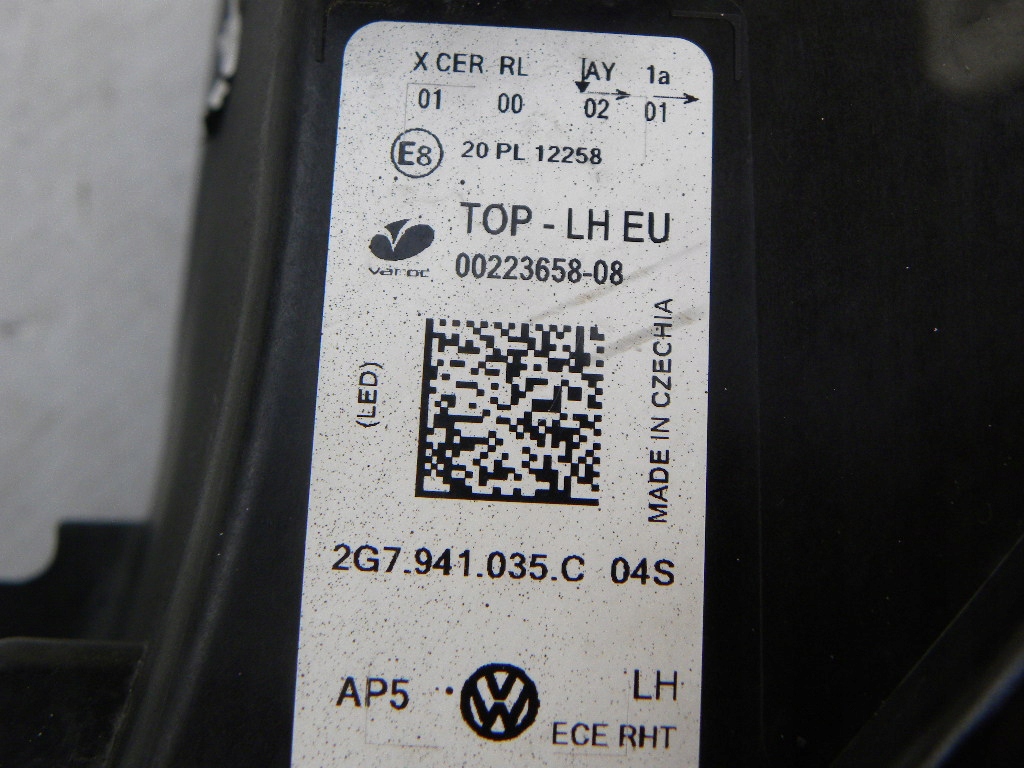 X CER RL AY 1a
01 00 02 01
E8 20 PL 12258
TOP - LH EU
varroc 00223658-08
(LED)
MADE IN CZECHIA
2G7.941.035.C 04S
AP5 LH
ECE RHT